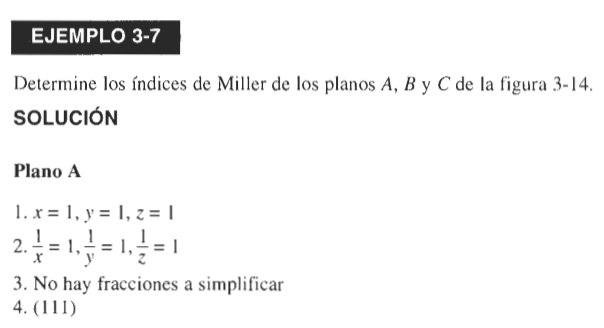 EJEMPLO 3-7
Determine los índices de Miller de los planos A, B y C de la figura 3-14.
SOLUCIÓN
Plano A
1. x = 1, y = 1, z = 1
2. 1/x = 1, 1/y = 1, 1/z = 1
3. No hay fracciones a simplificar
4. (111)